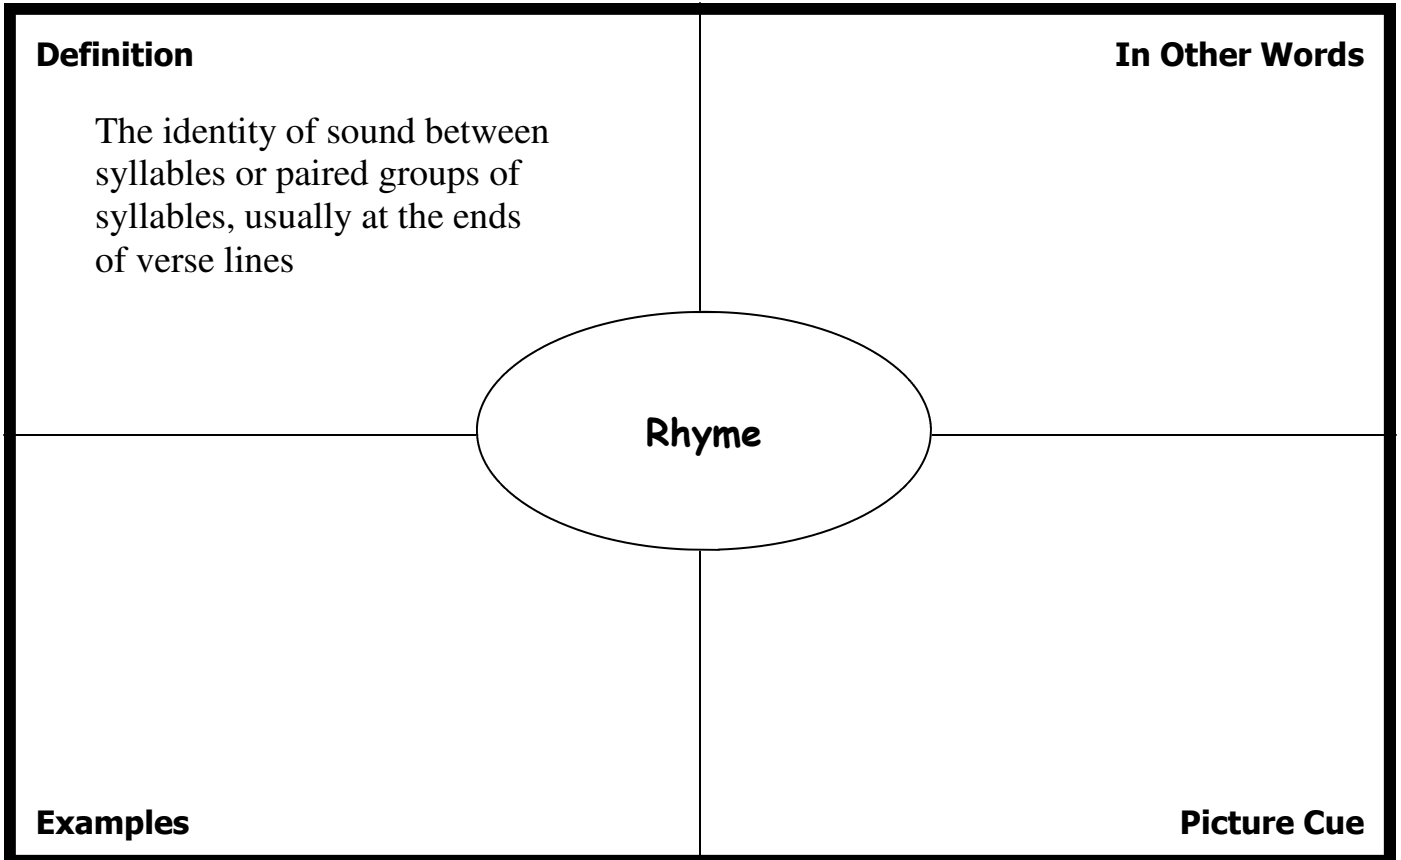 Definition
In Other Words
The identity of sound between
syllables or paired groups of
syllables, usually at the ends
of verse lines
Rhyme
Examples
Picture Cue